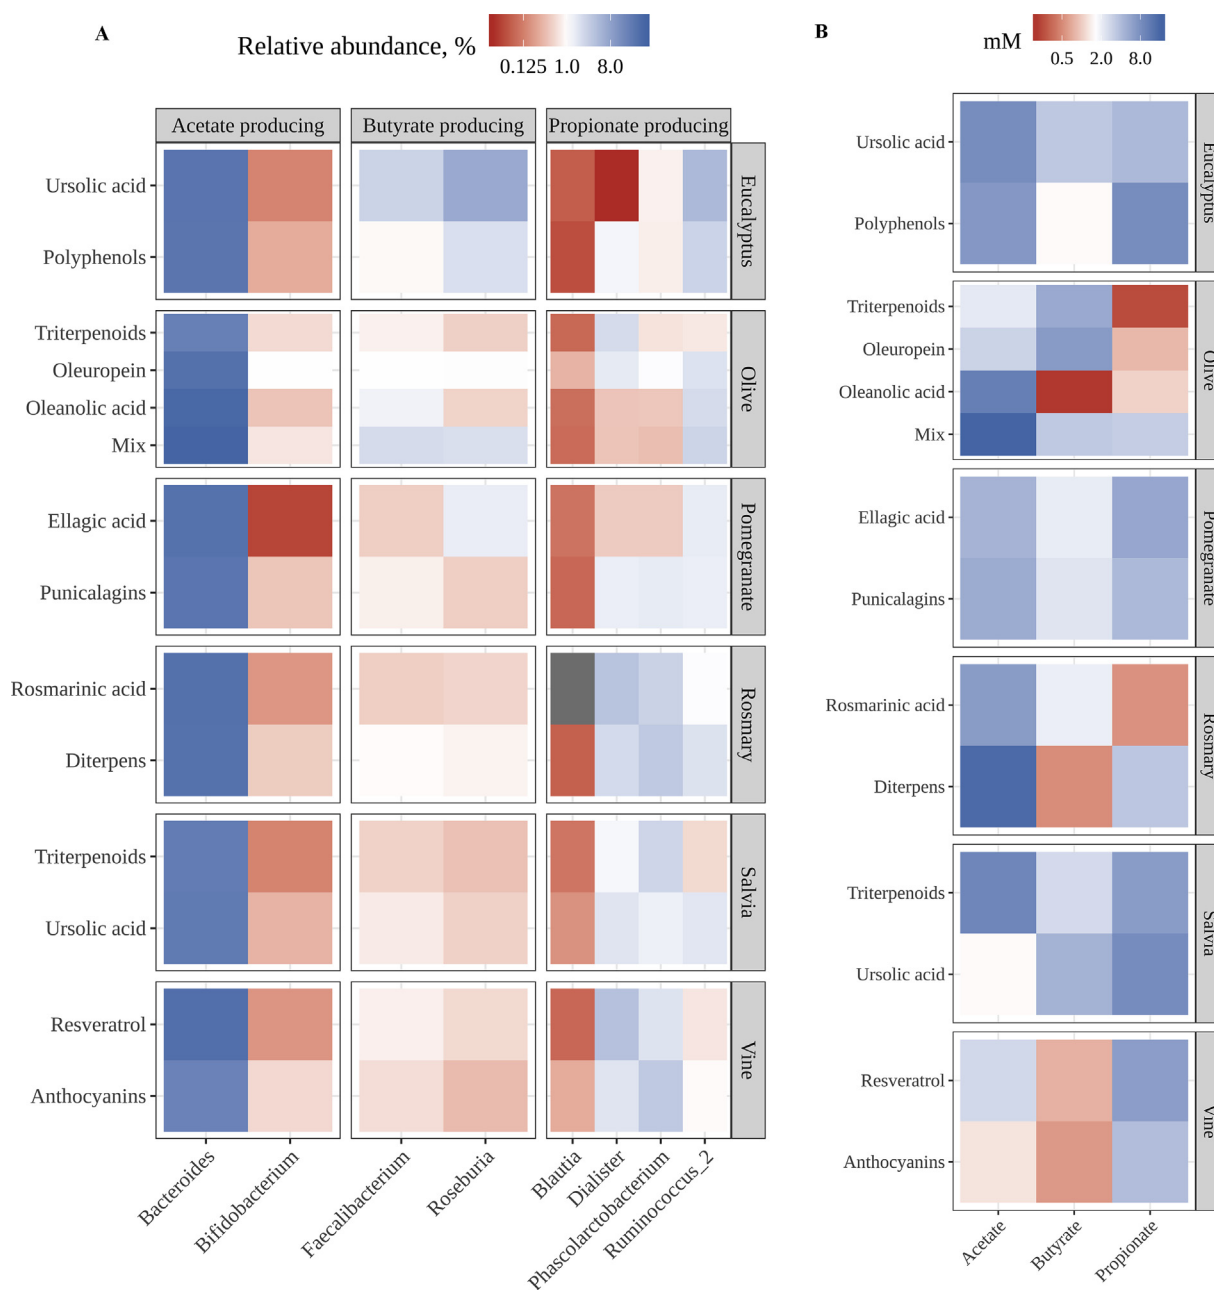 A
Relative abundance, %
0.125 1.0 8.0
Acetate producing
Butyrate producing
Propionate producing
Ursolic acid
Polyphenols
Eucalyptus
Triterpenoids
Oleuropein
Oleanolic acid
Mix
Olive
Ellagic acid
Punicalagins
Pomegranate
Rosmarinic acid
Diterpens
Rosmary
Triterpenoids
Ursolic acid
Salvia
Resveratrol
Anthocyanins
Vine
Bacteroides
Bifidobacterium
Faecalibacterium
Roseburia
Blautia
Dialister
Phascolarctobacterium
Ruminococcus_2
B
mM
0.5 2.0 8.0
Ursolic acid
Polyphenols
Eucalyptus
Triterpenoids
Oleuropein
Oleanolic acid
Mix
Olive
Ellagic acid
Punicalagins
Pomegranate
Rosmarinic acid
Diterpens
Rosmary
Triterpenoids
Ursolic acid
Salvia
Resveratrol
Anthocyanins
Vine
Acetate
Butyrate
Propionate